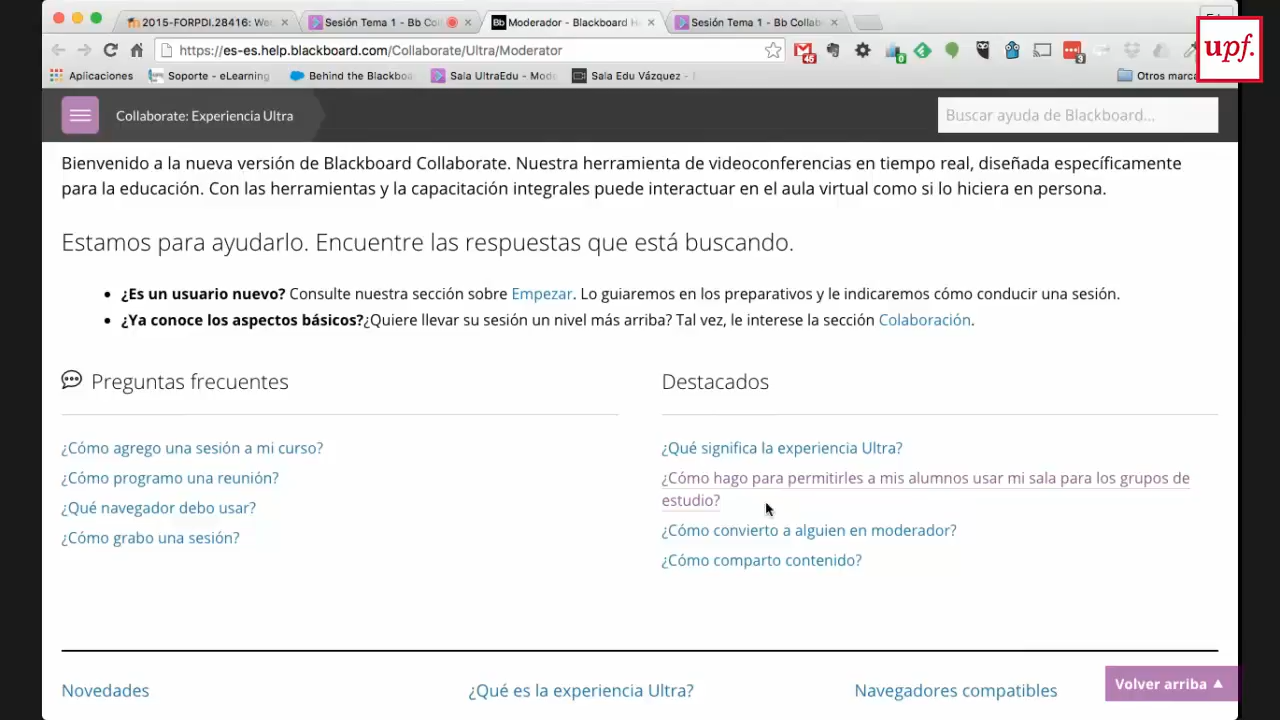 2015-FORPDI.28416: We
Sesión Tema 1 - Bb Co
Moderador - Blackboard H
Sesión Tema 1 - Bb Collab
upf.
https://es-es.help.blackboard.com/Collaborate/Ultra/Moderator
45
0
3
Aplicaciones
Soporte - eLearning
Behind the Blackbo
Sala UltraEdu - Mod
Sala Edu Vázquez -
Otros marca
Collaborate: Experiencia Ultra
Buscar ayuda de Blackboard...
Bienvenido a la nueva versión de Blackboard Collaborate. Nuestra herramienta de videoconferencias en tiempo real, diseñada específicamente
para la educación. Con las herramientas y la capacitación integrales puede interactuar en el aula virtual como si lo hiciera en persona.
Estamos para ayudarlo. Encuentre las respuestas que está buscando.
• ¿Es un usuario nuevo? Consulte nuestra sección sobre Empezar. Lo guiaremos en los preparativos y le indicaremos cómo conducir una sesión.
• ¿Ya conoce los aspectos básicos?¿Quiere llevar su sesión un nivel más arriba? Tal vez, le interese la sección Colaboración.
Preguntas frecuentes
¿Cómo agrego una sesión a mi curso?
¿Cómo programo una reunión?
¿Qué navegador debo usar?
¿Cómo grabo una sesión?
Destacados
¿Qué significa la experiencia Ultra?
¿Cómo hago para permitirles a mis alumnos usar mi sala para los grupos de
estudio?
¿Cómo convierto a alguien en moderador?
¿Cómo comparto contenido?
Novedades
¿Qué es la experiencia Ultra?
Navegadores compatibles
Volver arriba